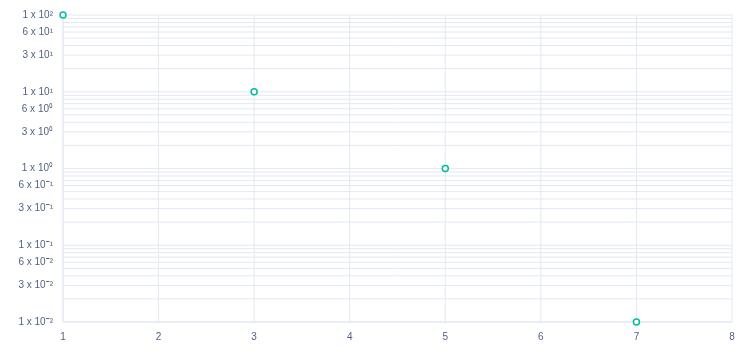 1 x 10²
6 x 10¹
3 x 10¹
1 x 10¹
6 x 10⁰
3 x 10⁰
1 x 10⁰
6 x 10⁻¹
3 x 10⁻¹
1 x 10⁻¹
6 x 10⁻²
3 x 10⁻²
1 x 10⁻²
1 2 3 4 5 6 7 8